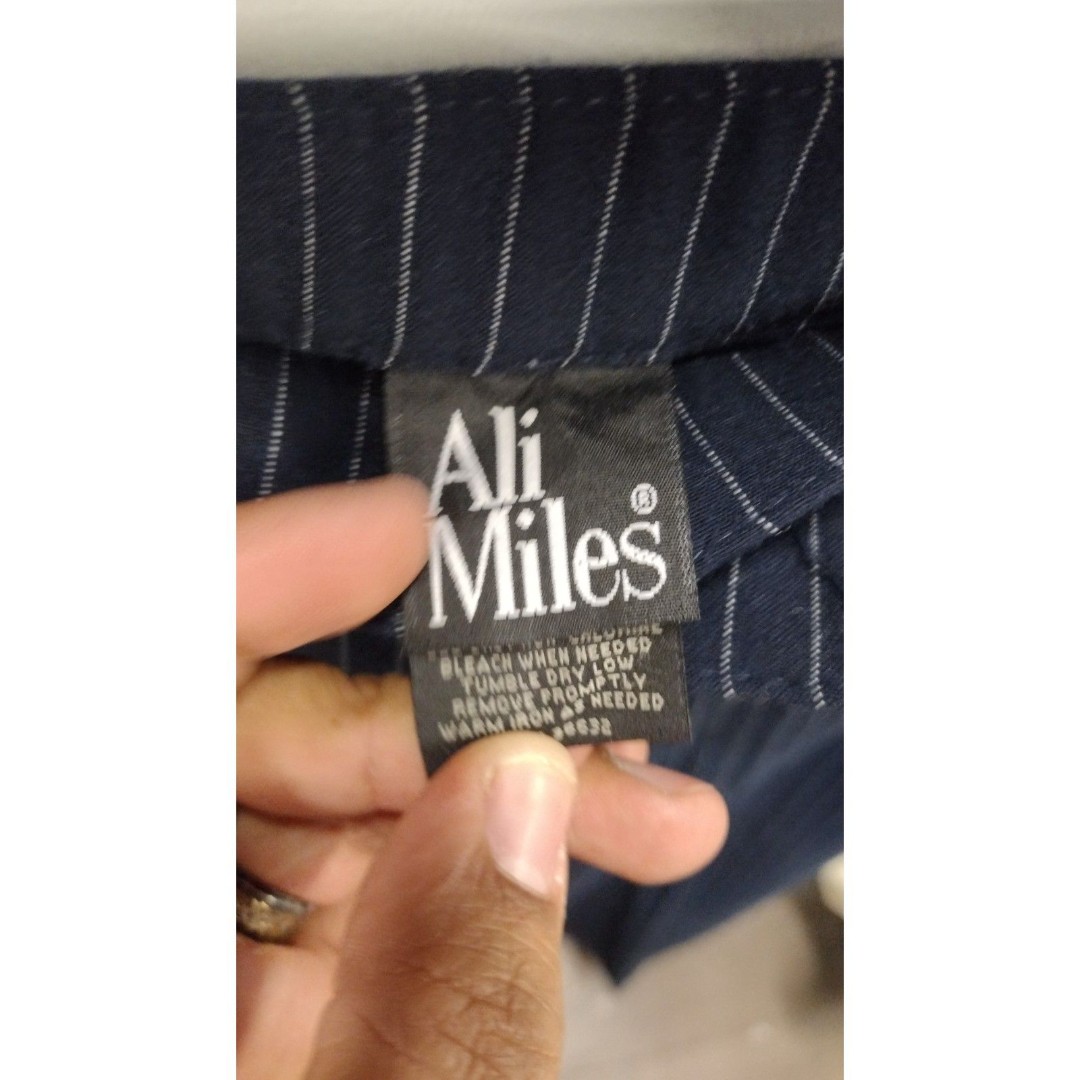 Ali
Miles®
BLEACH WHEN NEEDED
TUMBLE DRY LOW
REMOVE PROMPTLY
WARM IRON AS NEEDED